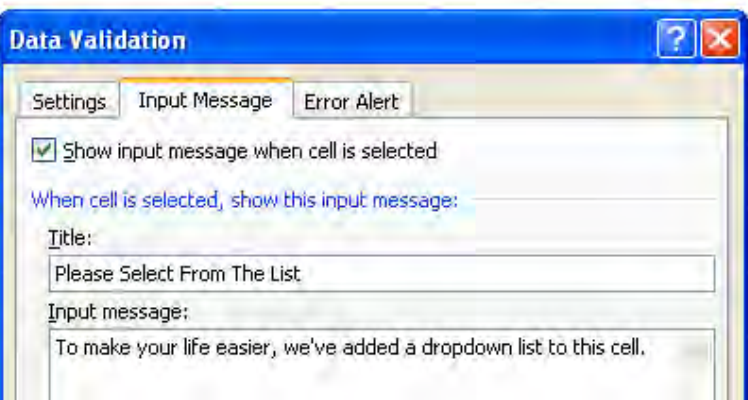 Data Validation
Settings Input Message Error Alert
Show input message when cell is selected
When cell is selected, show this input message:
Title:
Please Select From The List
Input message:
To make your life easier, we've added a dropdown list to this cell.